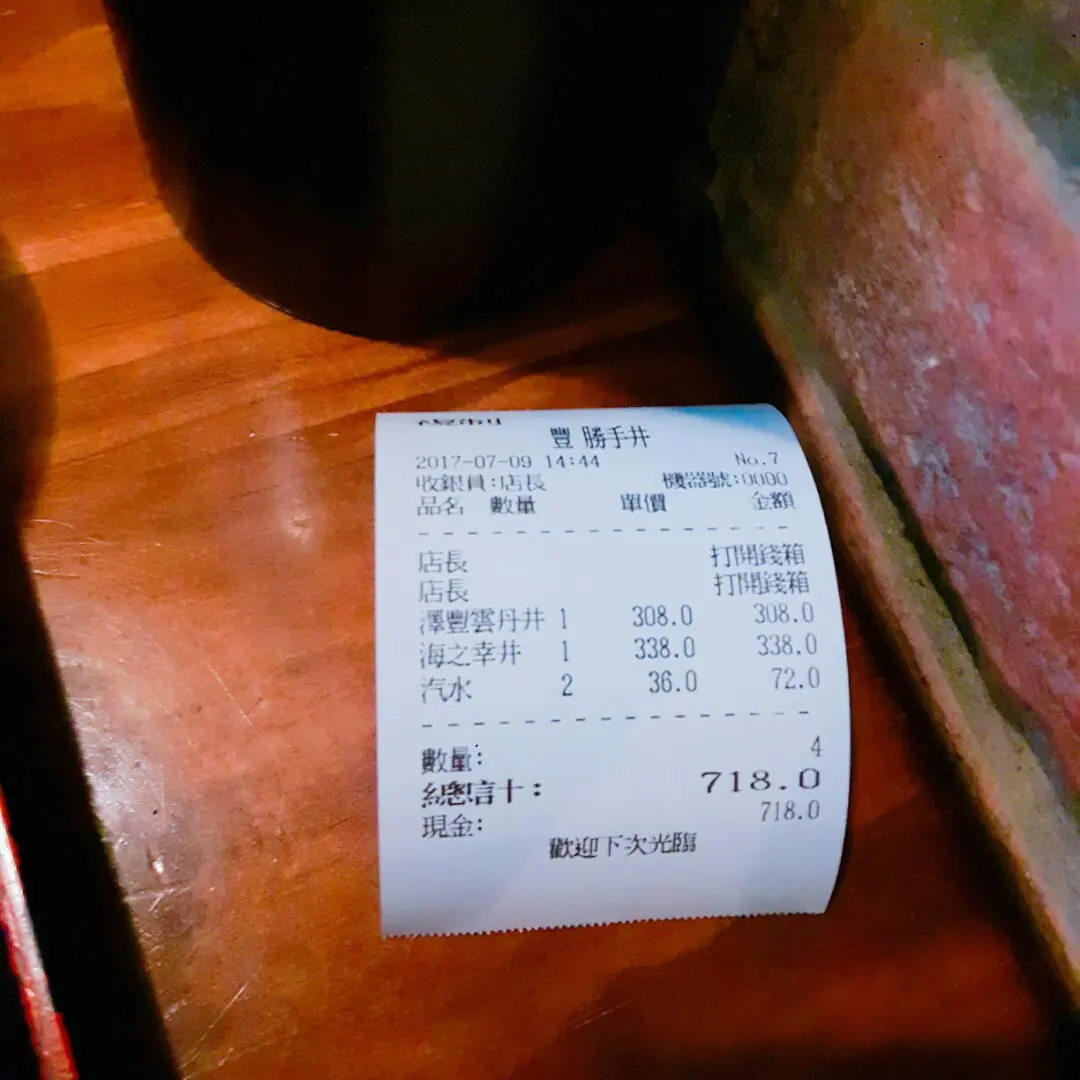 豐 勝手井
2017-07-09 14:44 No.7
收銀員:店長 機器號:0000
品名 數量 單價 金額
店長 打開錢箱
店長 打開錢箱
澤豐雲丹井 1 308.0 308.0
海之幸井 1 338.0 338.0
汽水 2 36.0 72.0
數量: 4
總計: 718.0
現金: 718.0
歡迎下次光臨